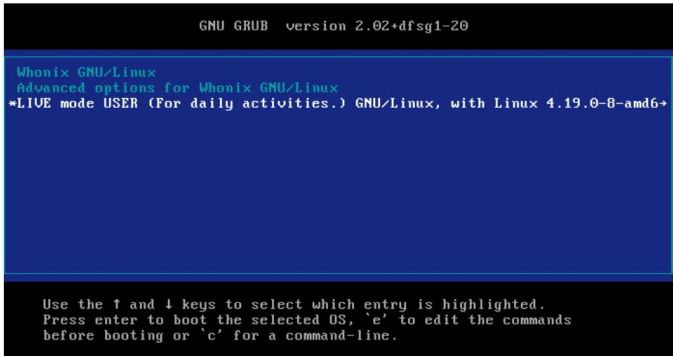 GNU GRUB  version 2.02+dfsg1-20
Whonix GNU/Linux
Advanced options for Whonix GNU/Linux
*LIVE mode USER (For daily activities.) GNU/Linux, with Linux 4.19.0-8-amd6→
Use the ↑ and ↓ keys to select which entry is highlighted.
Press enter to boot the selected OS, `e' to edit the commands
before booting or `c' for a command-line.